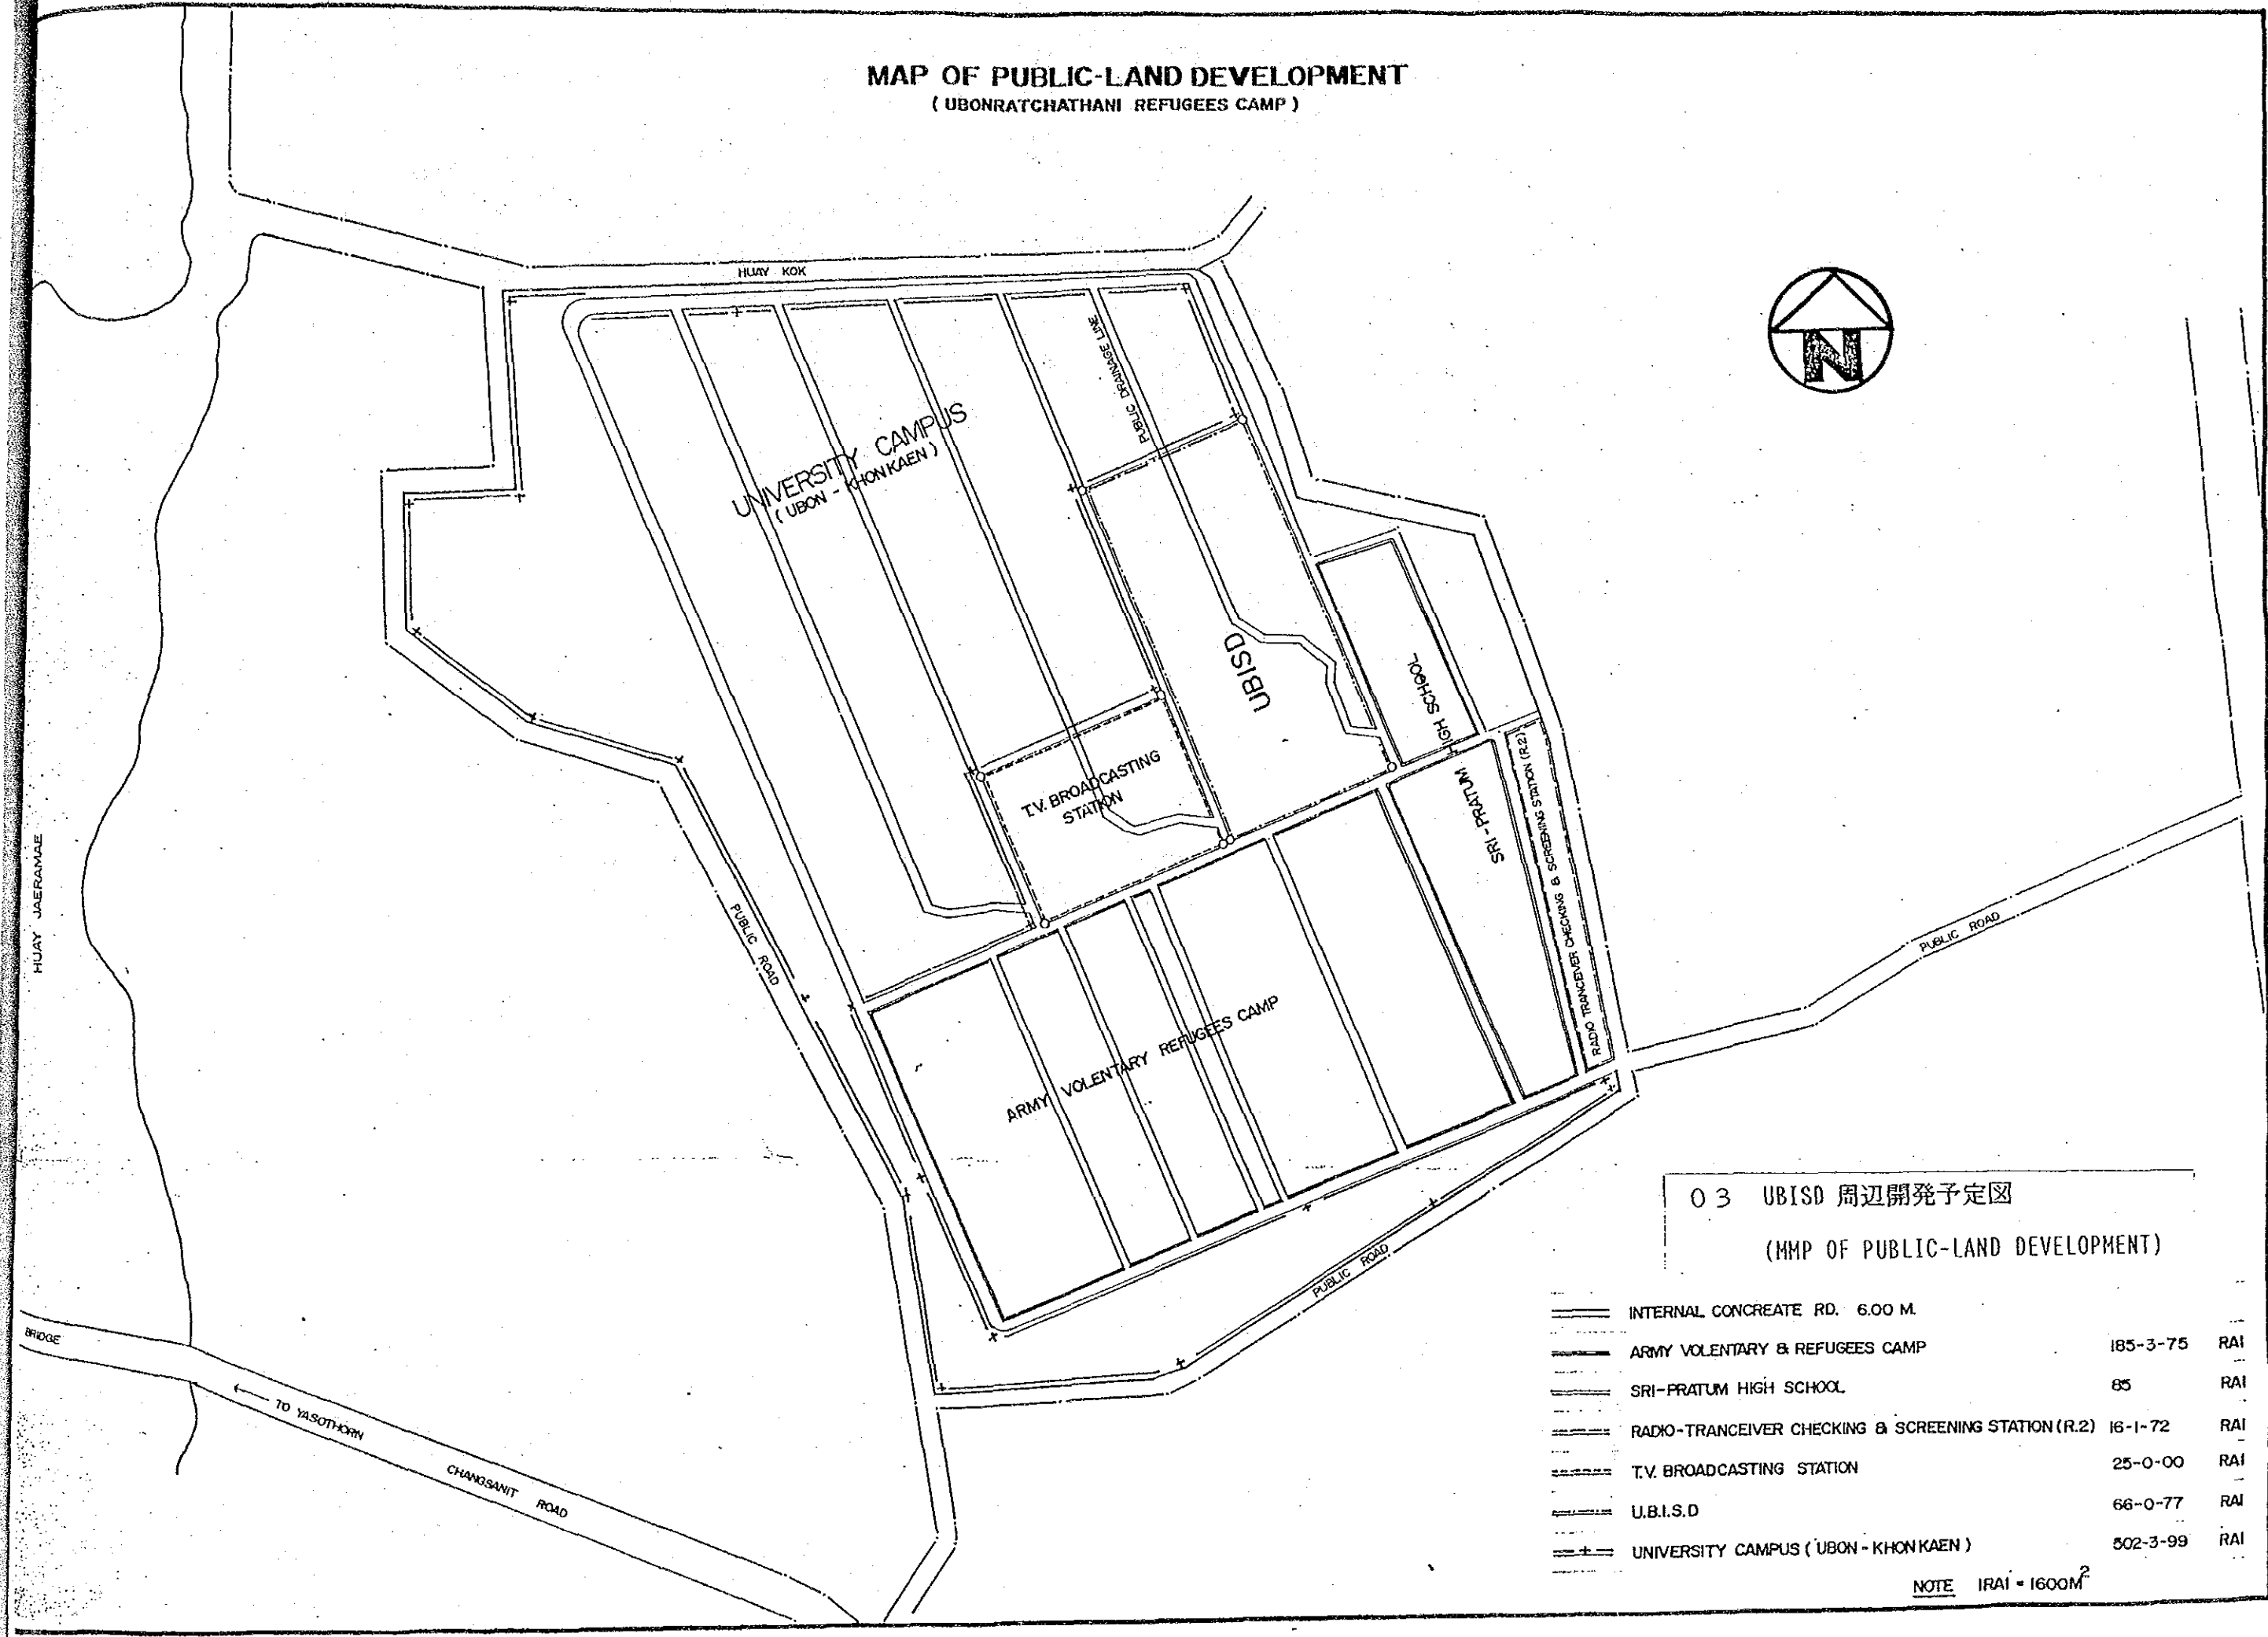 MAP OF PUBLIC-LAND DEVELOPMENT
( UBONRATCHATHANI REFUGEES CAMP )
HUAY KOK
N
PUBLIC DRAINAGE LINE
UNIVERSITY CAMPUS
( UBON - KHONKAEN )
UBISD
HIGH SCHOOL
SRI-PRATUM
T.V. BROADCASTING
STATION
RADIO TRANCEIVER CHECKING & SCREENING STATION (R.2)
HUAY JAERAMAE
PUBLIC ROAD
PUBLIC ROAD
ARMY VOLENTARY REFUGEES CAMP
PUBLIC ROAD
BRIDGE
TO YASOTHORN
CHANGSANIT ROAD
03 UBISD 周辺開発予定図
(MMP OF PUBLIC-LAND DEVELOPMENT)
INTERNAL CONCREATE RD. 6.00 M.
ARMY VOLENTARY & REFUGEES CAMP 185-3-75 RAI
SRI-PRATUM HIGH SCHOOL 85 RAI
RADIO-TRANCEIVER CHECKING & SCREENING STATION (R.2) 16-1-72 RAI
T.V. BROADCASTING STATION 25-0-00 RAI
U.B.I.S.D 66-0-77 RAI
UNIVERSITY CAMPUS ( UBON - KHONKAEN ) 502-3-99 RAI
NOTE 1RAI = 1600M²